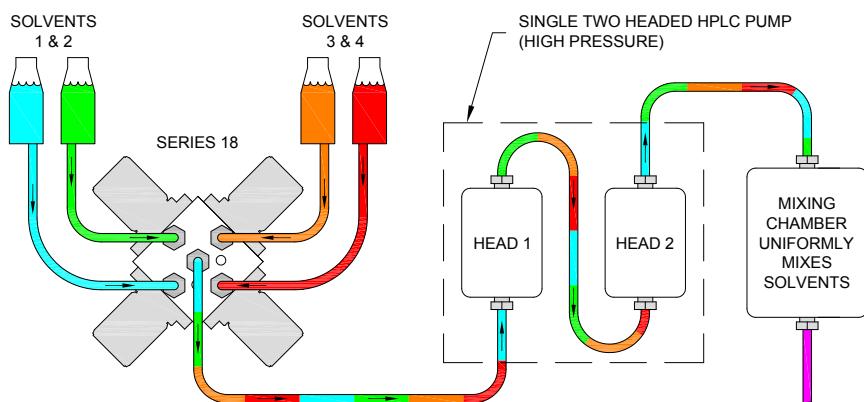 SOLVENTS
1 & 2
SOLVENTS
3 & 4
SERIES 18
SINGLE TWO HEADED HPLC PUMP
(HIGH PRESSURE)
HEAD 1
HEAD 2
MIXING
CHAMBER
UNIFORMLY
MIXES
SOLVENTS